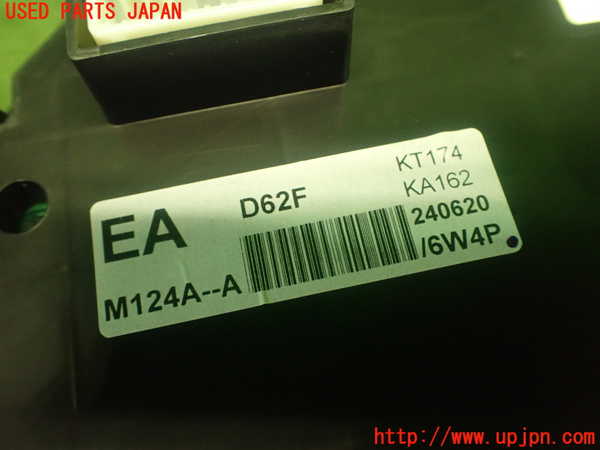 USED PARTS JAPAN
EA
D62F
KT174
KA162
240620
/6W4P
M124A--A
http://www.upjpn.com/